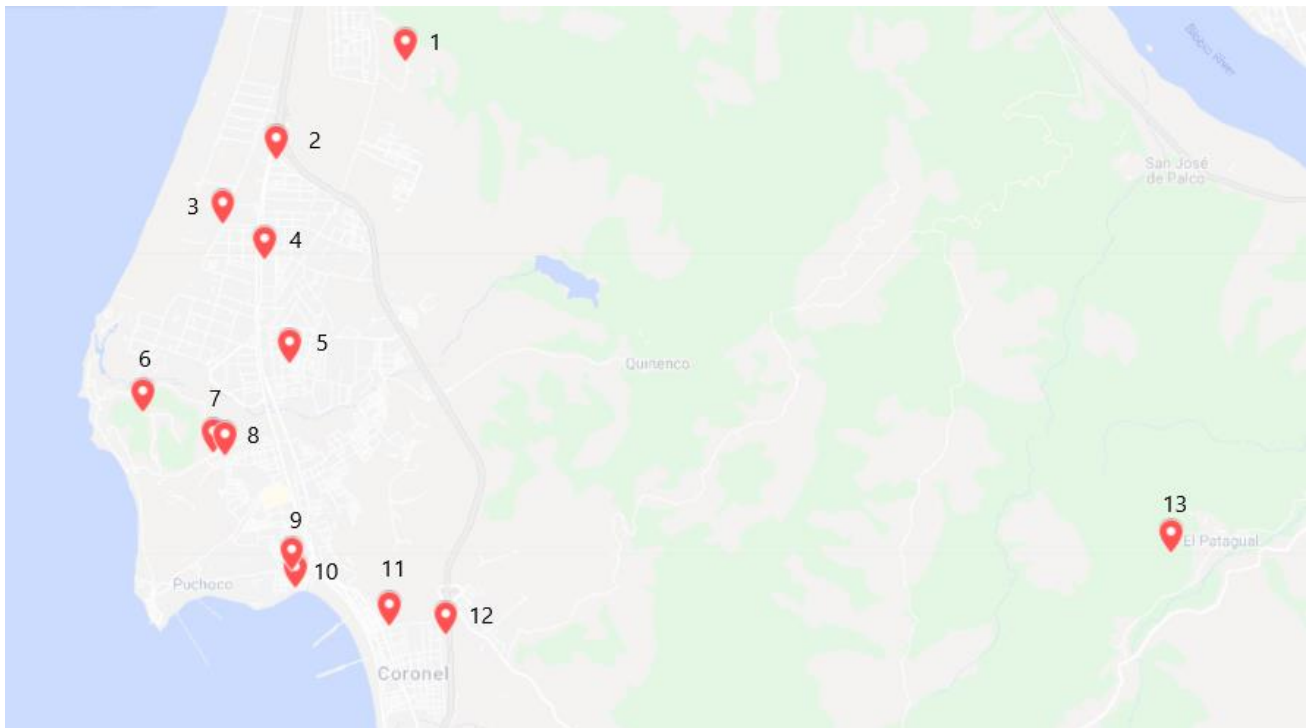 1
Biobío River
2
San José
de Palco
3
4
5
6
Quiñenco
7
8
13
El Patagual
9
10
Puchoco
11
12
Coronel